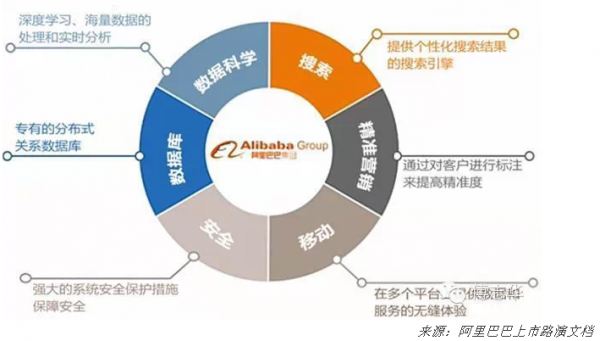 深度学习、海量数据的
处理和实时分析
数据科学
搜索
提供个性化搜索结果
的搜索引擎
专有的分布式
关系数据库
数据库
Alibaba Group
阿里巴巴集团
精准营销
通过对客户进行标注
来提高精准度
安全
移动
强大的系统安全保护措施
保障安全
在多个平台上提供数据和
服务的无缝体验
来源：阿里巴巴上市路演文档